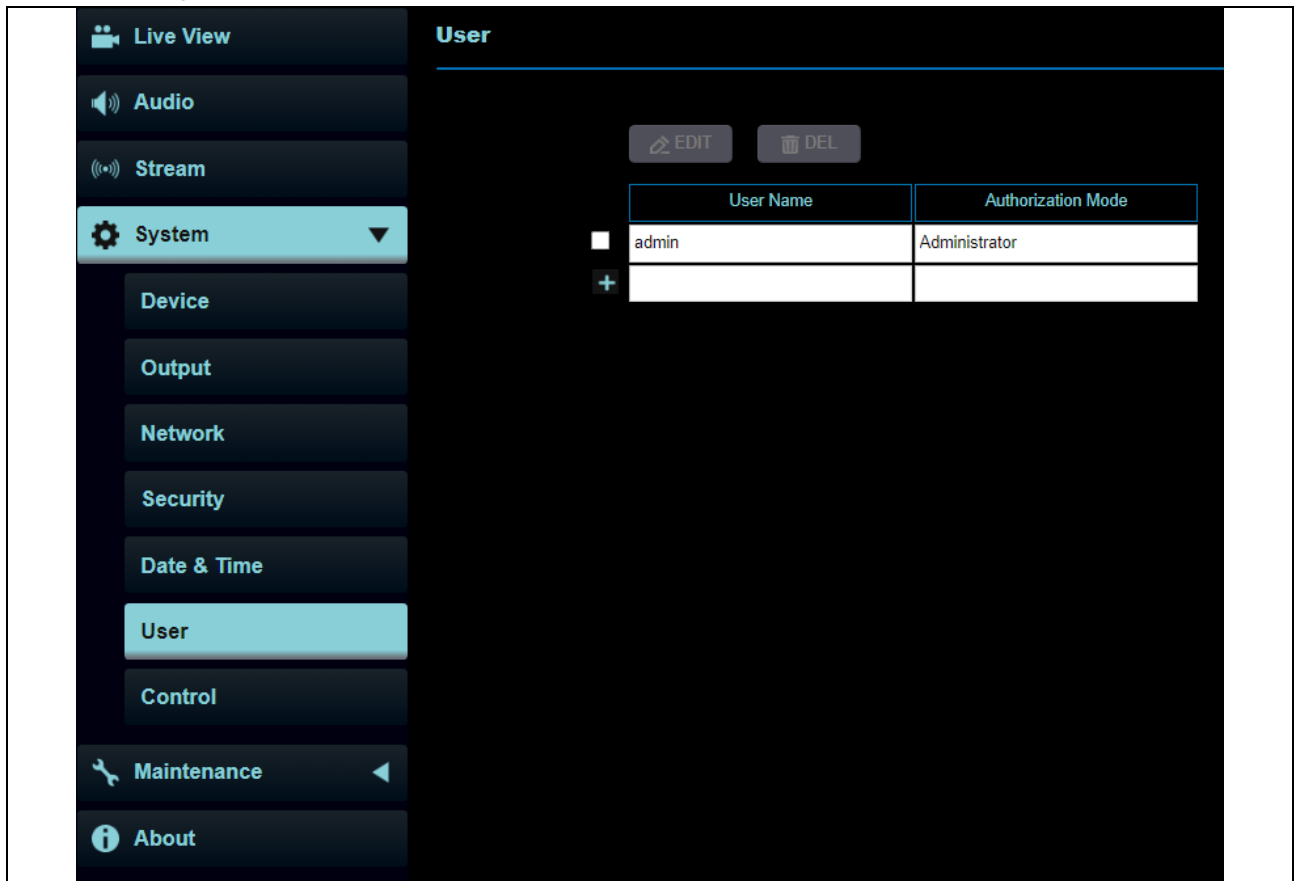 Live View
Audio
Stream
System
Device
Output
Network
Security
Date & Time
User
Control
Maintenance
About
User
EDIT DEL
User Name Authorization Mode
admin Administrator